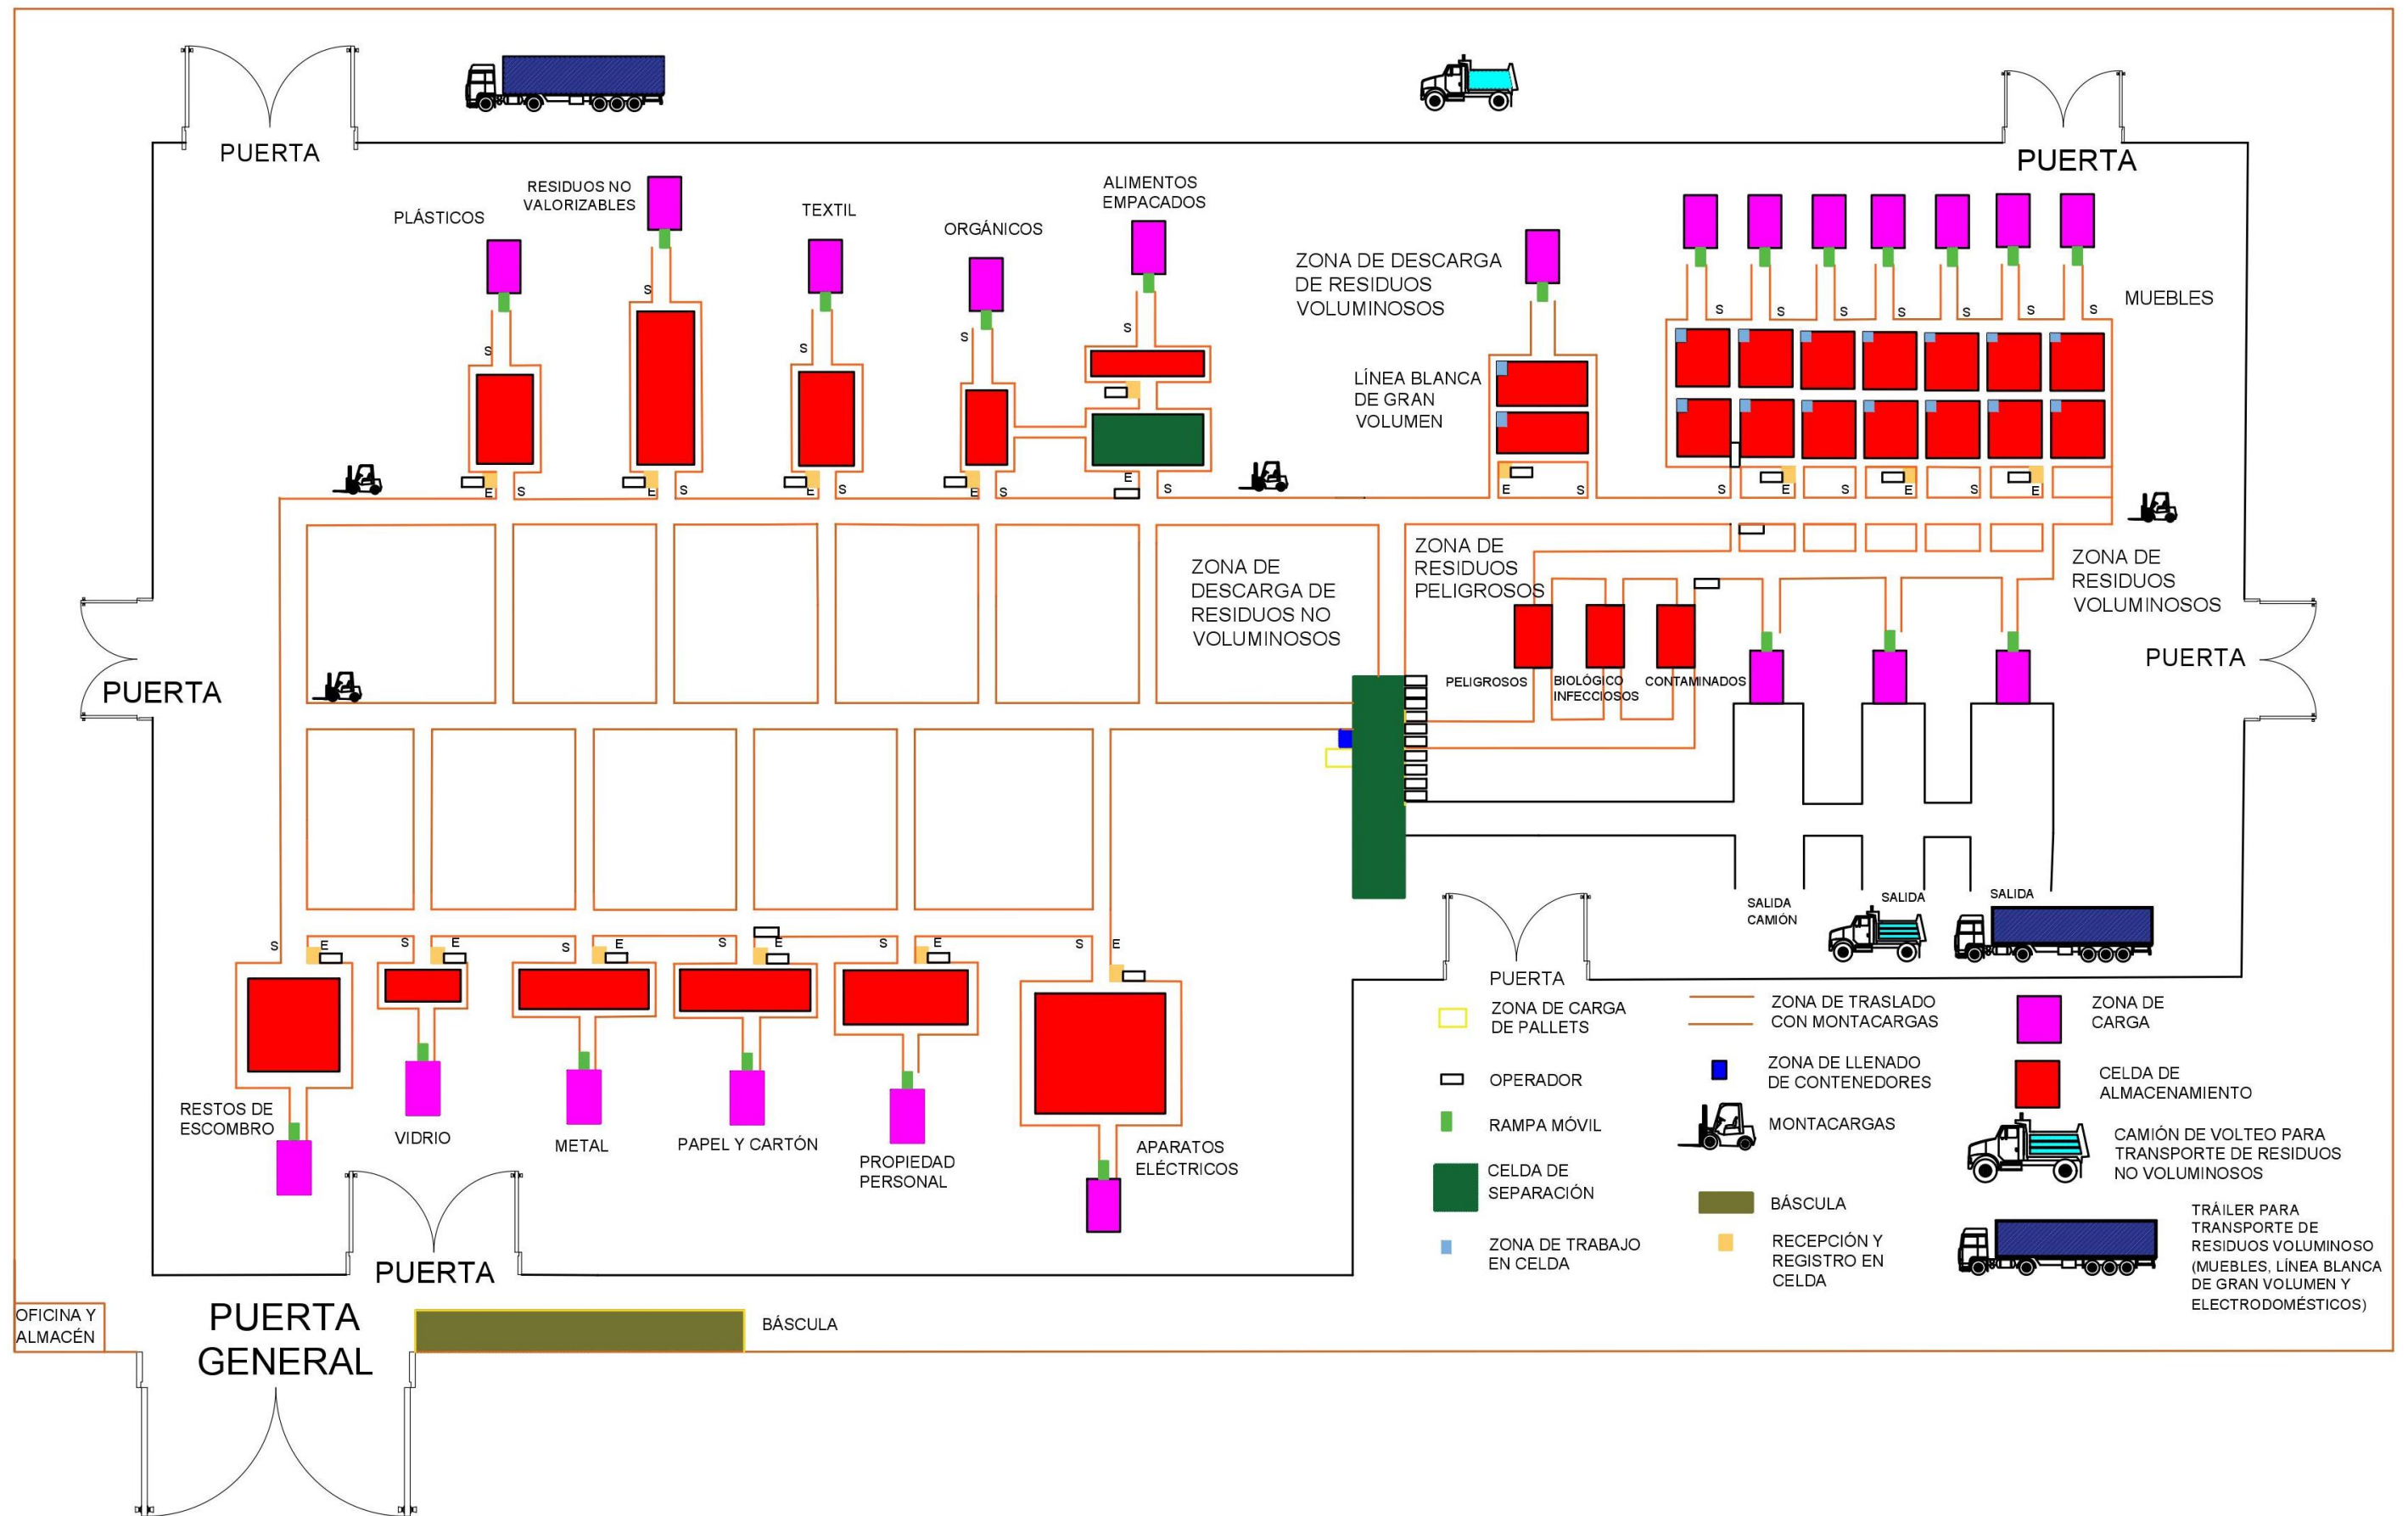 PUERTA
PUERTA
PLÁSTICOS
RESIDUOS NO
VALORIZABLES
TEXTIL
ORGÁNICOS
ALIMENTOS
EMPACADOS
ZONA DE DESCARGA
DE RESIDUOS
VOLUMINOSOS
MUEBLES
S
S
S
S
S
S
S
S
S
S
S
S
LÍNEA BLANCA
DE GRAN
VOLUMEN
E
S
E
S
E
S
E
S
E
S
E
S
S
E
S
E
S
E
ZONA DE
DESCARGA DE
RESIDUOS NO
VOLUMINOSOS
ZONA DE
RESIDUOS
PELIGROSOS
ZONA DE
RESIDUOS
VOLUMINOSOS
PUERTA
PUERTA
PELIGROSOS
BIOLÓGICO
INFECCIOSOS
CONTAMINADOS
SALIDA
CAMIÓN
SALIDA
SALIDA
S
E
S
E
S
E
S
E
S
E
S
E
RESTOS DE
ESCOMBRO
VIDRIO
METAL
PAPEL Y CARTÓN
PROPIEDAD
PERSONAL
APARATOS
ELÉCTRICOS
PUERTA
PUERTA
ZONA DE CARGA
DE PALLETS
OPERADOR
RAMPA MÓVIL
CELDA DE
SEPARACIÓN
ZONA DE TRABAJO
EN CELDA
ZONA DE TRASLADO
CON MONTACARGAS
ZONA DE LLENADO
DE CONTENEDORES
MONTACARGAS
BÁSCULA
RECEPCIÓN Y
REGISTRO EN
CELDA
ZONA DE
CARGA
CELDA DE
ALMACENAMIENTO
CAMIÓN DE VOLTEO PARA
TRANSPORTE DE RESIDUOS
NO VOLUMINOSOS
TRÁILER PARA
TRANSPORTE DE
RESIDUOS VOLUMINOSO
(MUEBLES, LÍNEA BLANCA
DE GRAN VOLUMEN Y
ELECTRODOMÉSTICOS)
OFICINA Y
ALMACÉN
PUERTA
GENERAL
BÁSCULA